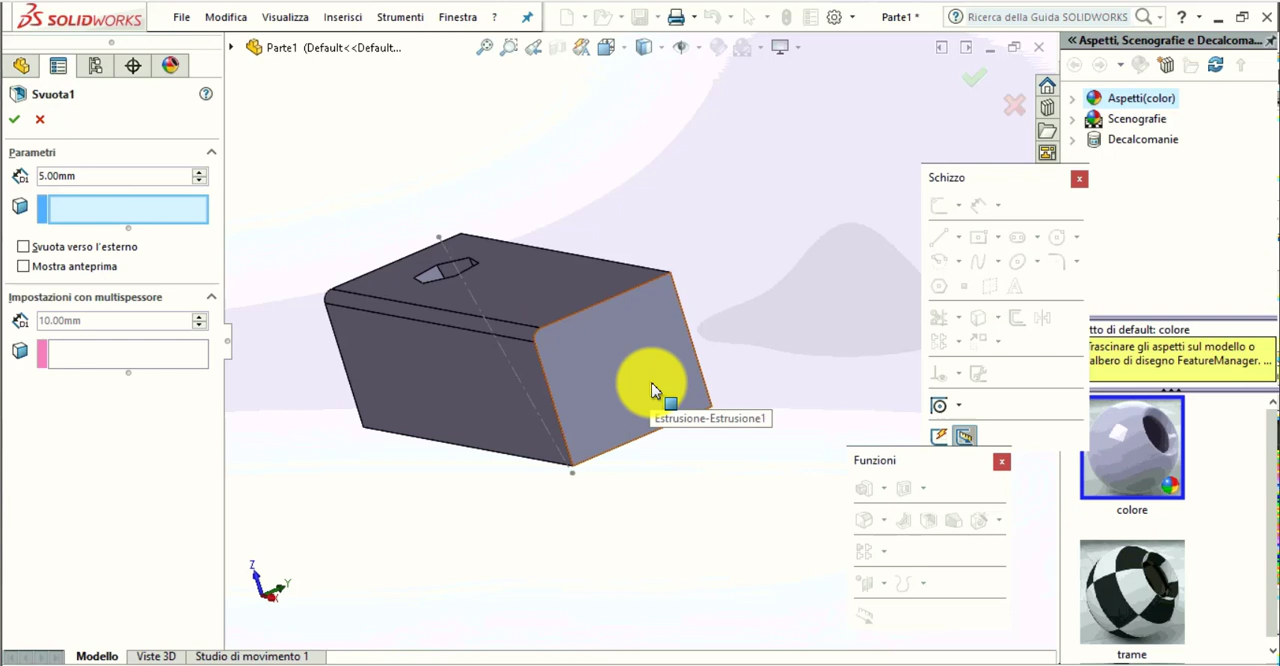 SOLIDWORKS
File Modifica Visualizza Inserisci Strumenti Finestra ?
Parte1 *
Ricerca della Guida SOLIDWORKS
?
Parte1 (Default<<Default...
« Aspetti, Scenografie e Decalcoma...
Svuota1
Parametri
5.00mm
Svuota verso l'esterno
Mostra anteprima
Impostazioni con multispessore
10.00mm
Estrusione-Estrusione1
Z
Y
X
Aspetti(color)
Scenografie
Decalcomanie
Schizzo
x
Funzioni
x
tto di default: colore
Trascinare gli aspetti sul modello o
albero di disegno FeatureManager. ...
colore
trame
Modello Viste 3D Studio di movimento 1